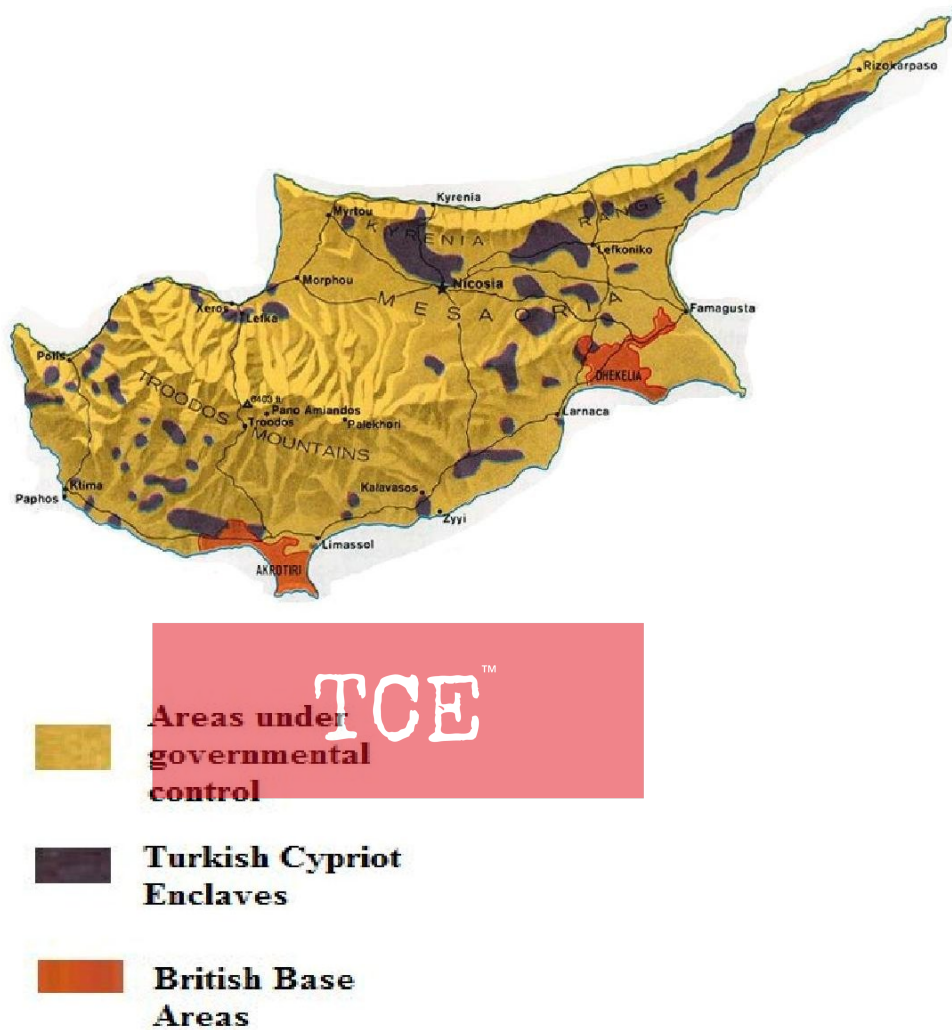 Rizokarpaso
Kyrenia
Myrtou
KYRENIA RANGE
Lefkoniko
Morphou
Nicosia
MESAORIA
Famagusta
Xeros
Lefka
Polis
DHEKELIA
TROODOS
6403 ft
Pano Amiandos
Larnaca
Troodos
Palekhori
MOUNTAINS
Klima
Kalavasos
Paphos
Zyyi
Limassol
AKROTIRI
TCE™
Areas under
governmental
control
Turkish Cypriot
Enclaves
British Base
Areas